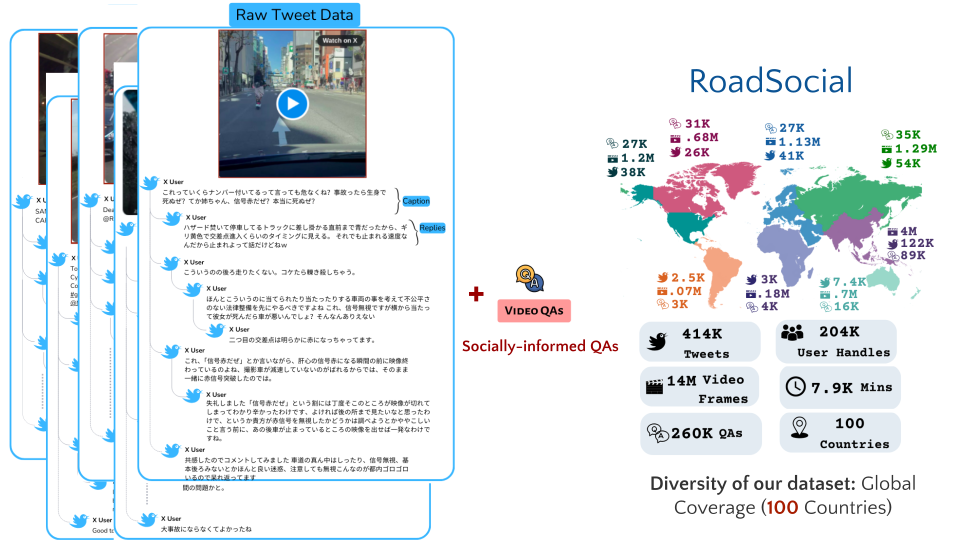 Raw Tweet Data
Watch on X
X User
これっていくらナンバー付いてるって言っても危なくね？事故ったら生身で
死ぬぜ？てか姉ちゃん、信号赤だぜ？本当に死ぬぜ？
Caption
X User
ハザード焚いて停車してるトラックに差し掛かる直前まで青だったから、ギ
リ黄色で交差点進入くらいのタイミングに見える。それでも止まれる速度な
んだから止まれよって話だけどねw
Replies
X User
こういうのの後ろ走りたくない。コケたら轢き殺しちゃう。
X User
ほんとこういうのに当てられたり当たったりする車両の事を考えて不公平さ
のない法律整備を先にやるべきですよね これ、信号無視ですが横から当たっ
て彼女が死んだら車が悪いんでしょ？そんなんありえない
X User
二つ目の交差点は明らかに赤になっちゃってます。
X User
これ、「信号赤だぜ」とか言いながら、肝心の信号赤になる瞬間の前に映像終
わっているのよね、撮影車が減速していないのがばれるからでは、そのまま
一緒に赤信号突破したのでは。
X User
失礼しました「信号赤だぜ」という割には丁度そこのところが映像が切れて
しまってわかり辛かったわけです。よければ後の所まで見たいなと思ったわ
けで、というか貴方が赤信号を無視したかどうかは調べようとかややこしい
こと言う前に、あの後車が止まっているところの映像を出せば一発なわけで
すね。
X User
共感したのでコメントしてみました 車道の真ん中はしったり、信号無視、基
本後ろみないとかほんと良い迷惑、注意しても無視こんなのが都内ゴロゴロ
いるので呆れ返ってます
間の問題かと。
X User
大事故にならなくてよかったね
X User
SAN
CAI
X User
Dea
@R
X
To
Cy
Co
X User
Good to
+
Q
A
VIDEO QAs
Socially-informed QAs
RoadSocial
27K
1.2M
38K
31K
.68M
26K
27K
1.13M
41K
35K
1.29M
54K
4M
122K
89K
2.5K
.07M
3K
3K
.18M
4K
7.4K
.7M
16K
414K
Tweets
204K
User Handles
14M Video
Frames
7.9K Mins
260K QAs
100
Countries
Diversity of our dataset: Global
Coverage (100 Countries)